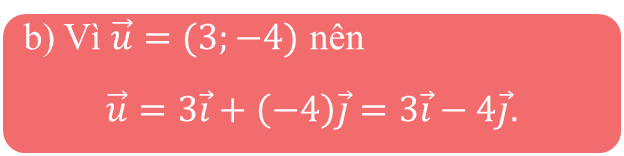 b) Vì u⃗ = (3; −4) nên
u⃗ = 3i⃗ + (−4)j⃗ = 3i⃗ − 4j⃗.